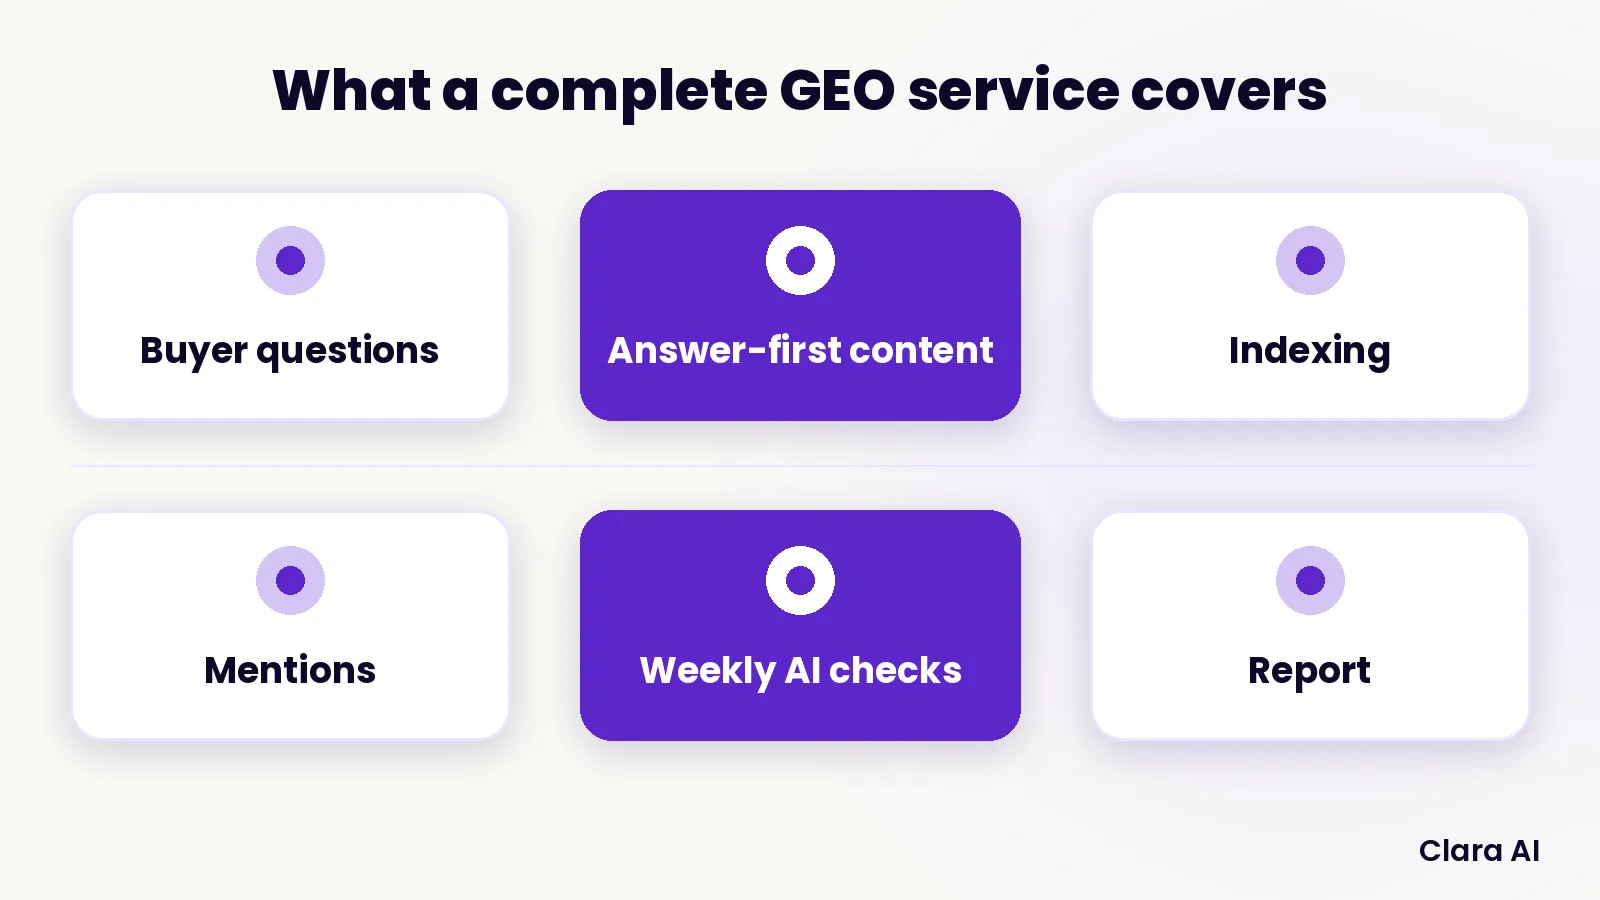 What a complete GEO service covers
Buyer questions
Answer-first content
Indexing
Mentions
Weekly AI checks
Report
Clara AI